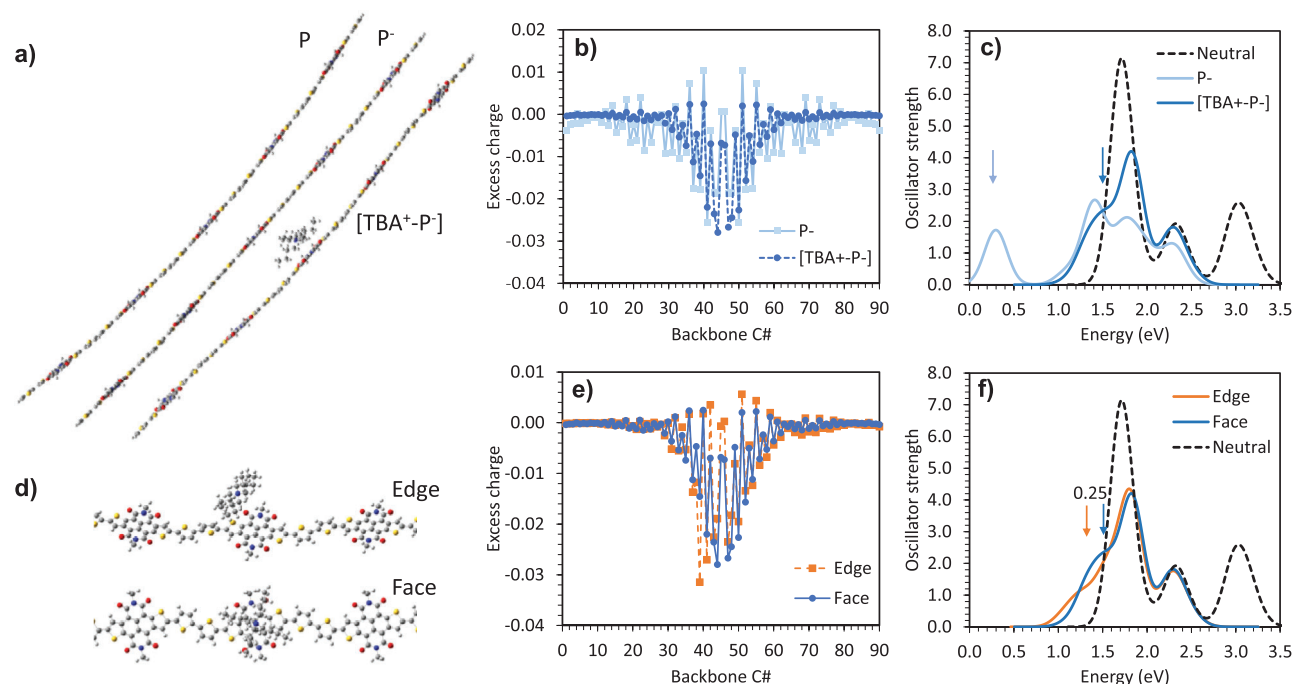 a)
P
P-
[TBA+-P-]
b)
0.02
0.01
0.00
-0.01
-0.02
-0.03
-0.04
Excess charge
P-
[TBA+-P-]
0 10 20 30 40 50 60 70 80 90
Backbone C#
c)
8.0
7.0
6.0
5.0
4.0
3.0
2.0
1.0
0.0
Oscillator strength
Neutral
P-
[TBA+-P-]
0.0 0.5 1.0 1.5 2.0 2.5 3.0 3.5
Energy (eV)
d)
Edge
Face
e)
0.01
0.00
-0.01
-0.02
-0.03
-0.04
Excess charge
Edge
Face
0 10 20 30 40 50 60 70 80 90
Backbone C#
f)
8.0
7.0
6.0
5.0
4.0
3.0
2.0
1.0
0.0
Oscillator strength
Edge
Face
Neutral
0.25
0.0 0.5 1.0 1.5 2.0 2.5 3.0 3.5
Energy (eV)